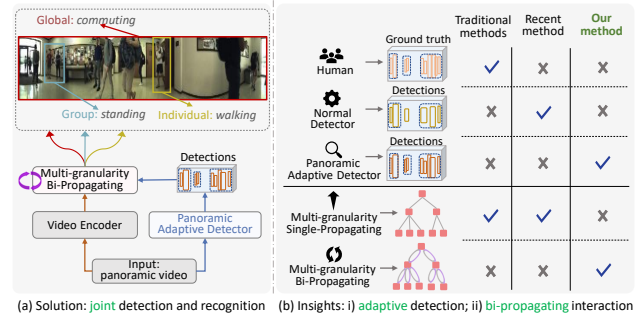 Global: commuting
Group: standing
Individual: walking
Multi-granularity
Bi-Propagating
Detections
Video Encoder
Panoramic
Adaptive Detector
Input:
panoramic video
(a) Solution: joint detection and recognition
Traditional
methods
Recent
method
Our
method
Human
Ground truth
Normal
Detector
Detections
Panoramic
Adaptive Detector
Detections
Multi-granularity
Single-Propagating
Multi-granularity
Bi-Propagating
(b) Insights: i) adaptive detection; ii) bi-propagating interaction